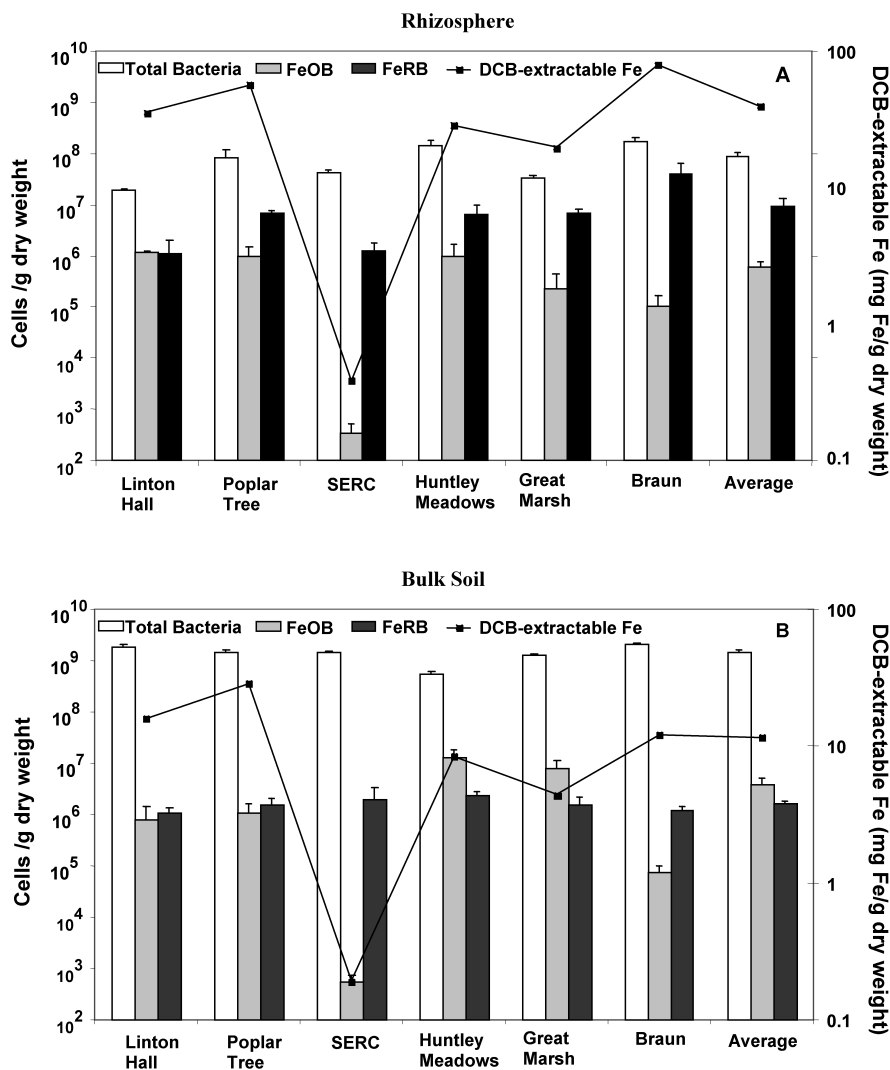 Rhizosphere
Total Bacteria FeOB FeRB DCB-extractable Fe
A
Cells /g dry weight
10^10
10^9
10^8
10^7
10^6
10^5
10^4
10^3
10^2
100
10
1
0.1
DCB-extractable Fe (mg Fe/g dry weight)
Linton Hall
Poplar Tree
SERC
Huntley Meadows
Great Marsh
Braun
Average
Bulk Soil
Total Bacteria FeOB FeRB DCB-extractable Fe
B
Cells /g dry weight
10^10
10^9
10^8
10^7
10^6
10^5
10^4
10^3
10^2
100
10
1
0.1
DCB-extractable Fe (mg Fe/g dry weight)
Linton Hall
Poplar Tree
SERC
Huntley Meadows
Great Marsh
Braun
Average